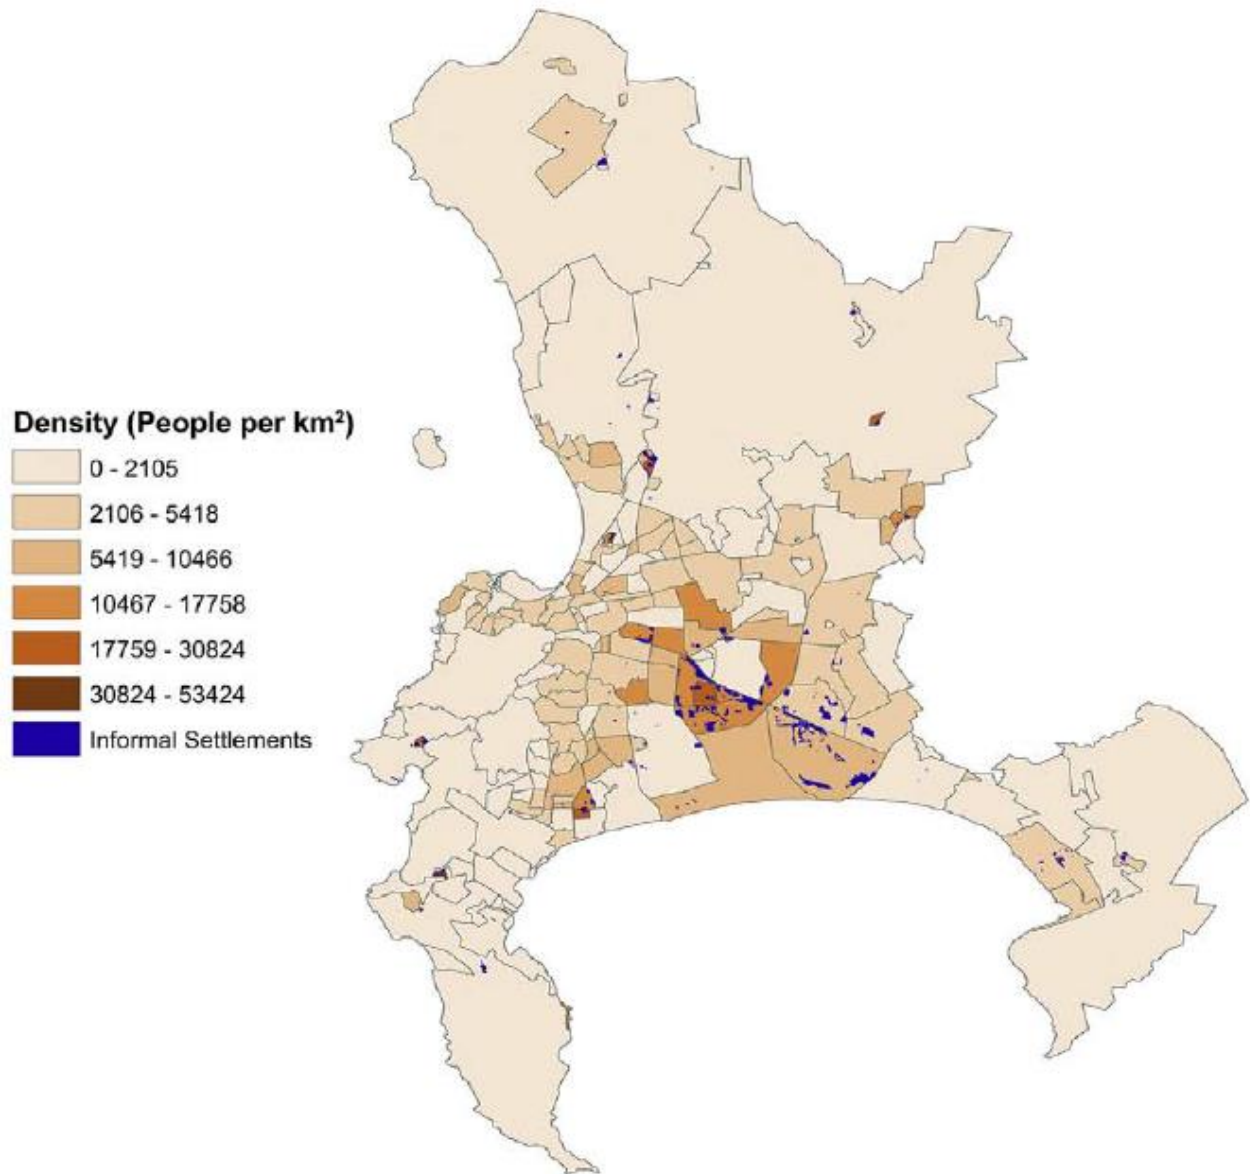 Density (People per km²)
0 - 2105
2106 - 5418
5419 - 10466
10467 - 17758
17759 - 30824
30824 - 53424
Informal Settlements